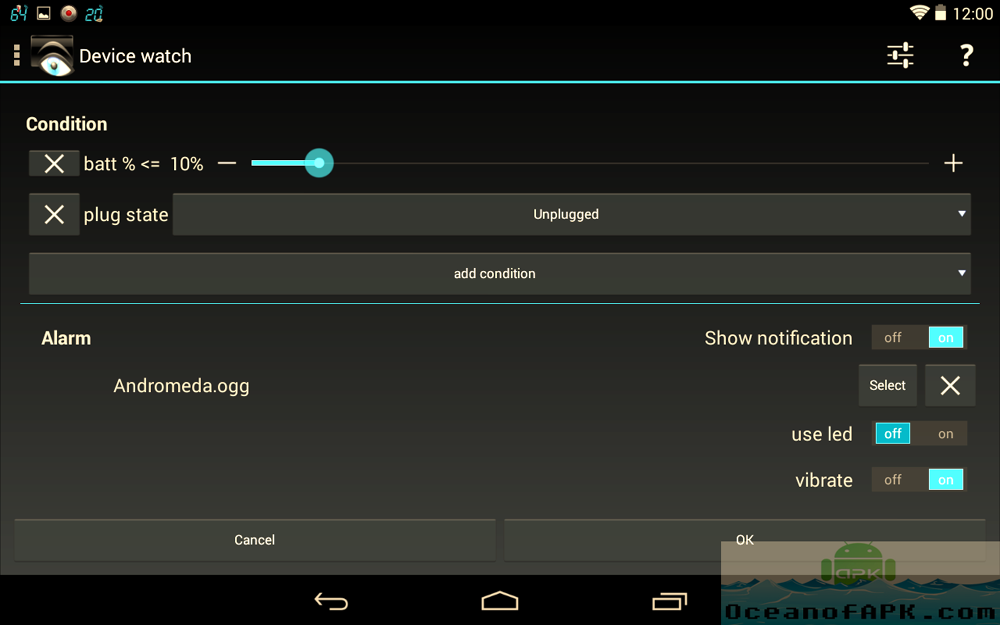 64 20 12:00
Device watch ?
Condition
batt % <= 10%
plug state Unplugged
add condition
Alarm Show notification off on
Andromeda.ogg Select
use led off on
vibrate off on
Cancel OK
APK
OceanofAPK.com